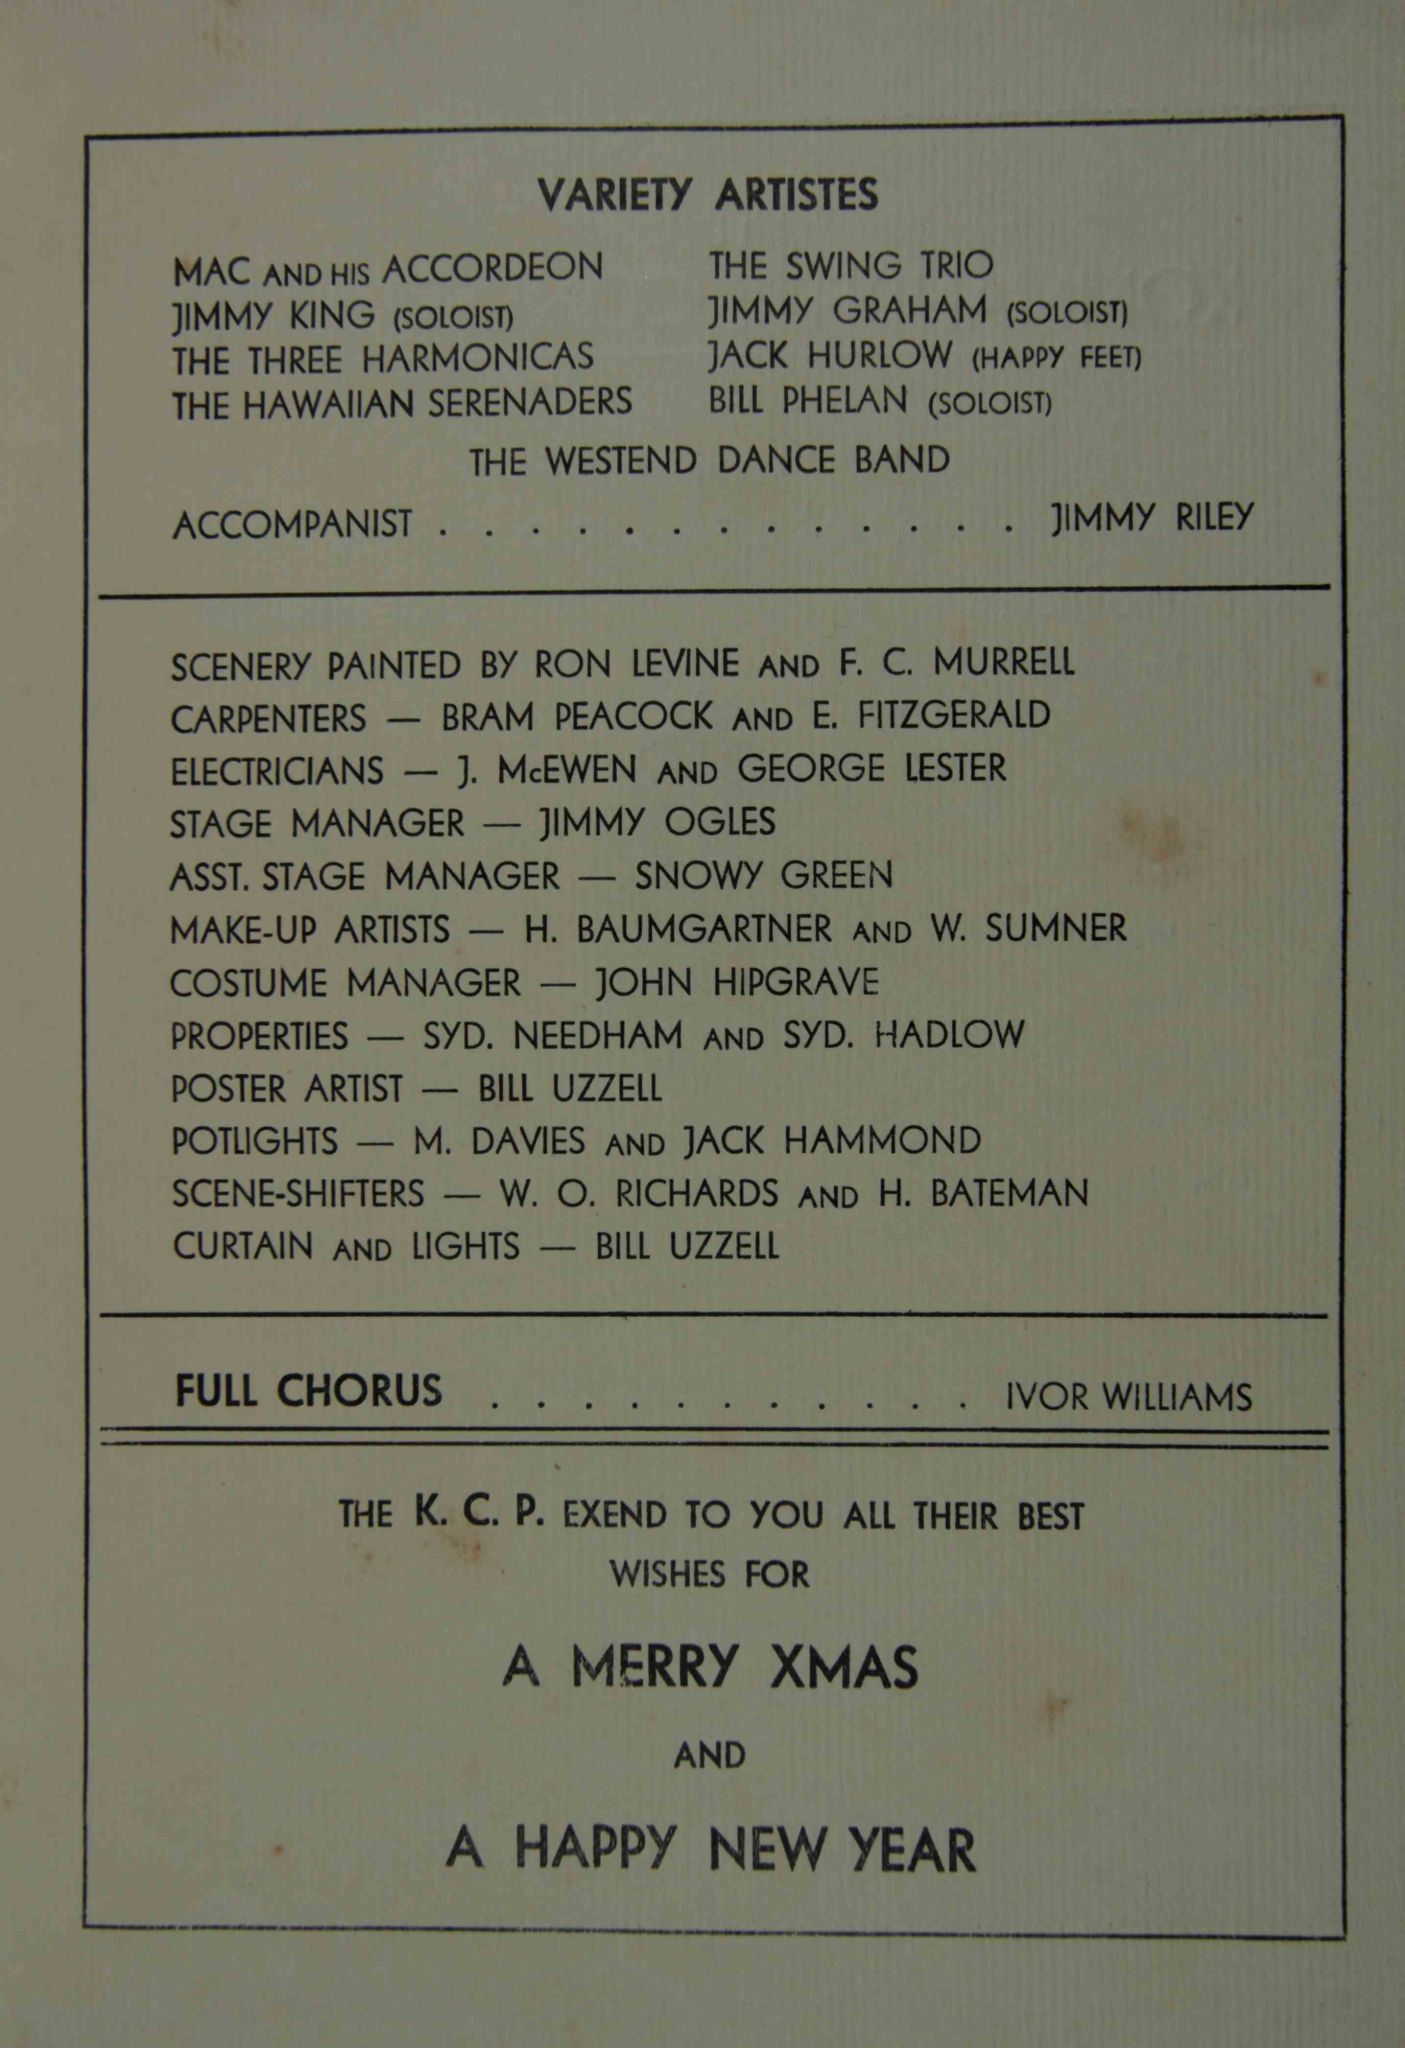 VARIETY ARTISTES
MAC AND HIS ACCORDEON
JIMMY KING (SOLOIST)
THE THREE HARMONICAS
THE HAWAIIAN SERENADERS
THE SWING TRIO
JIMMY GRAHAM (SOLOIST)
JACK HURLOW (HAPPY FEET)
BILL PHELAN (SOLOIST)
THE WESTEND DANCE BAND
ACCOMPANIST . . . . . . . . . . . . . JIMMY RILEY
SCENERY PAINTED BY RON LEVINE AND F. C. MURRELL
CARPENTERS — BRAM PEACOCK AND E. FITZGERALD
ELECTRICIANS — J. McEWEN AND GEORGE LESTER
STAGE MANAGER — JIMMY OGLES
ASST. STAGE MANAGER — SNOWY GREEN
MAKE-UP ARTISTS — H. BAUMGARTNER AND W. SUMNER
COSTUME MANAGER — JOHN HIPGRAVE
PROPERTIES — SYD. NEEDHAM AND SYD. HADLOW
POSTER ARTIST — BILL UZZELL
POTLIGHTS — M. DAVIES AND JACK HAMMOND
SCENE-SHIFTERS — W. O. RICHARDS AND H. BATEMAN
CURTAIN AND LIGHTS — BILL UZZELL
FULL CHORUS . . . . . . . . . . . IVOR WILLIAMS
THE K. C. P. EXEND TO YOU ALL THEIR BEST
WISHES FOR
A MERRY XMAS
AND
A HAPPY NEW YEAR